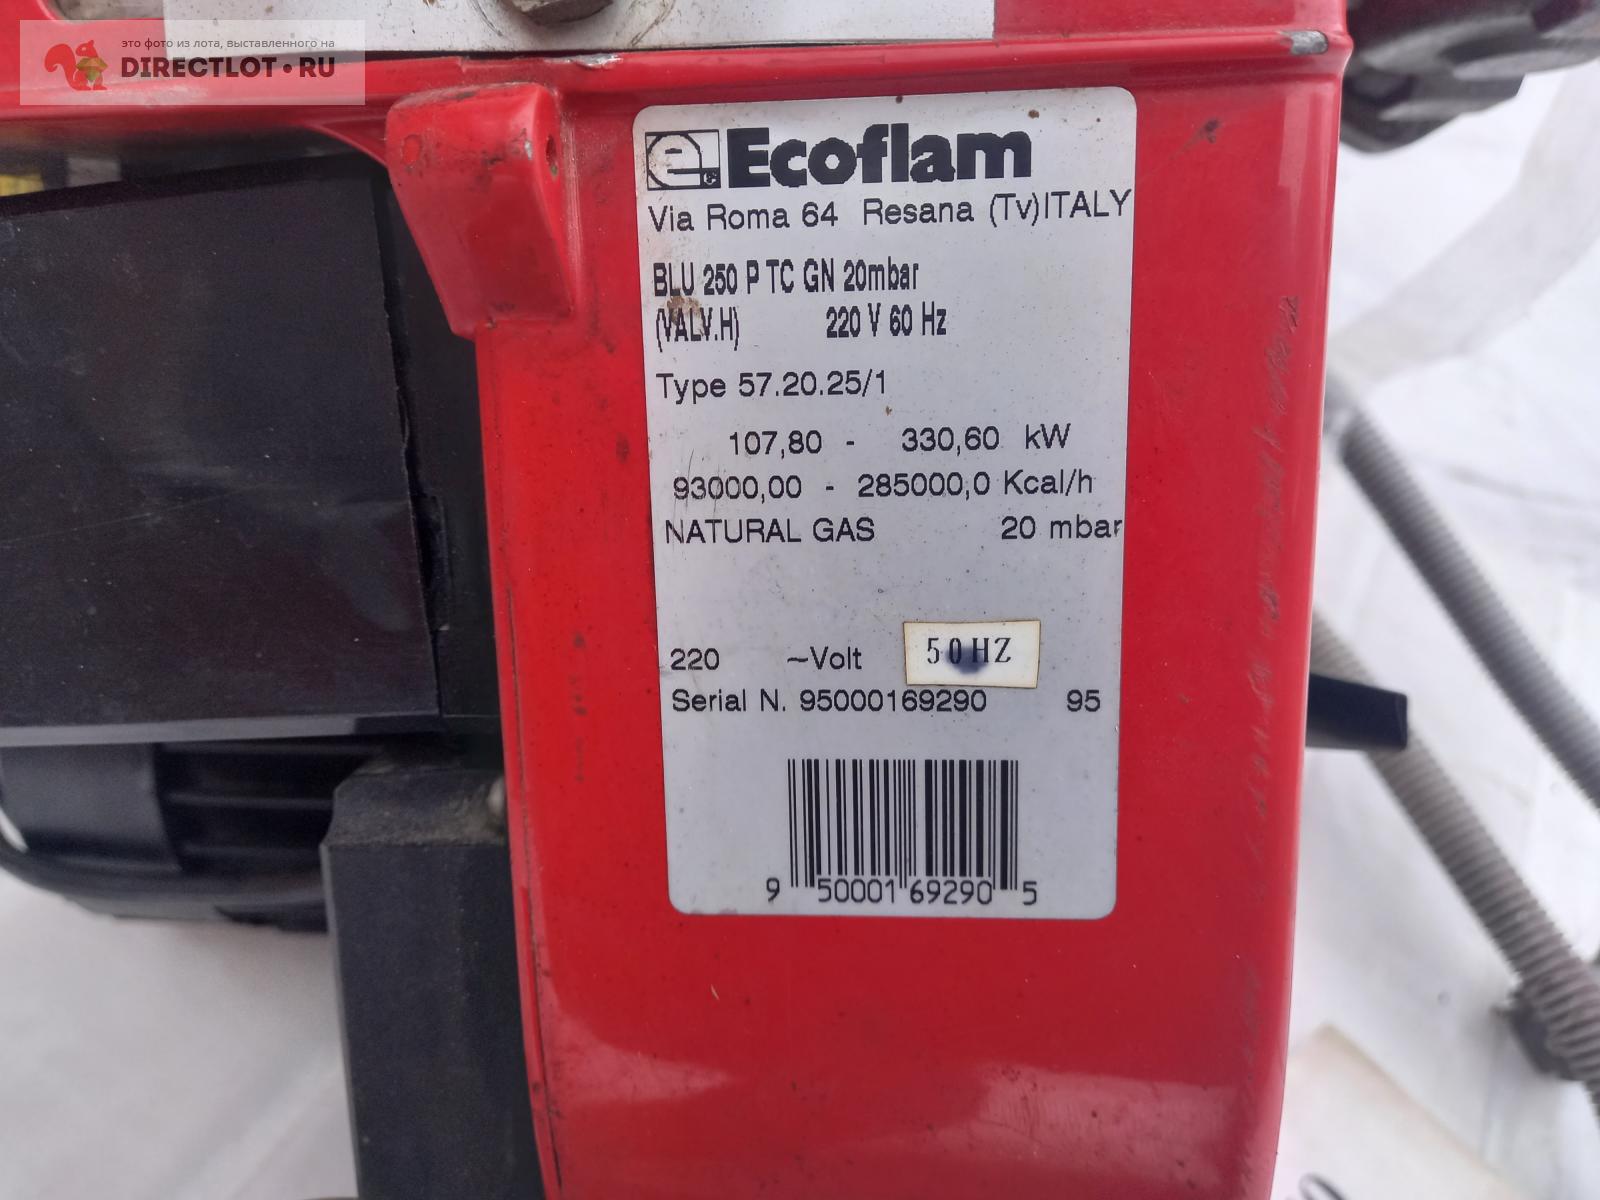 это фото из лота, выставленного на
DIRECTLOT•RU
e Ecoflam
Via Roma 64 Resana (Tv)ITALY
BLU 250 P TC GN 20mbar
(VALV.H) 220 V 60 Hz
Type 57.20.25/1
107,80 - 330,60 kW
93000,00 - 285000,0 Kcal/h
NATURAL GAS 20 mbar
220 ~Volt 50HZ
Serial N. 95000169290 95
9 50001 69290 5